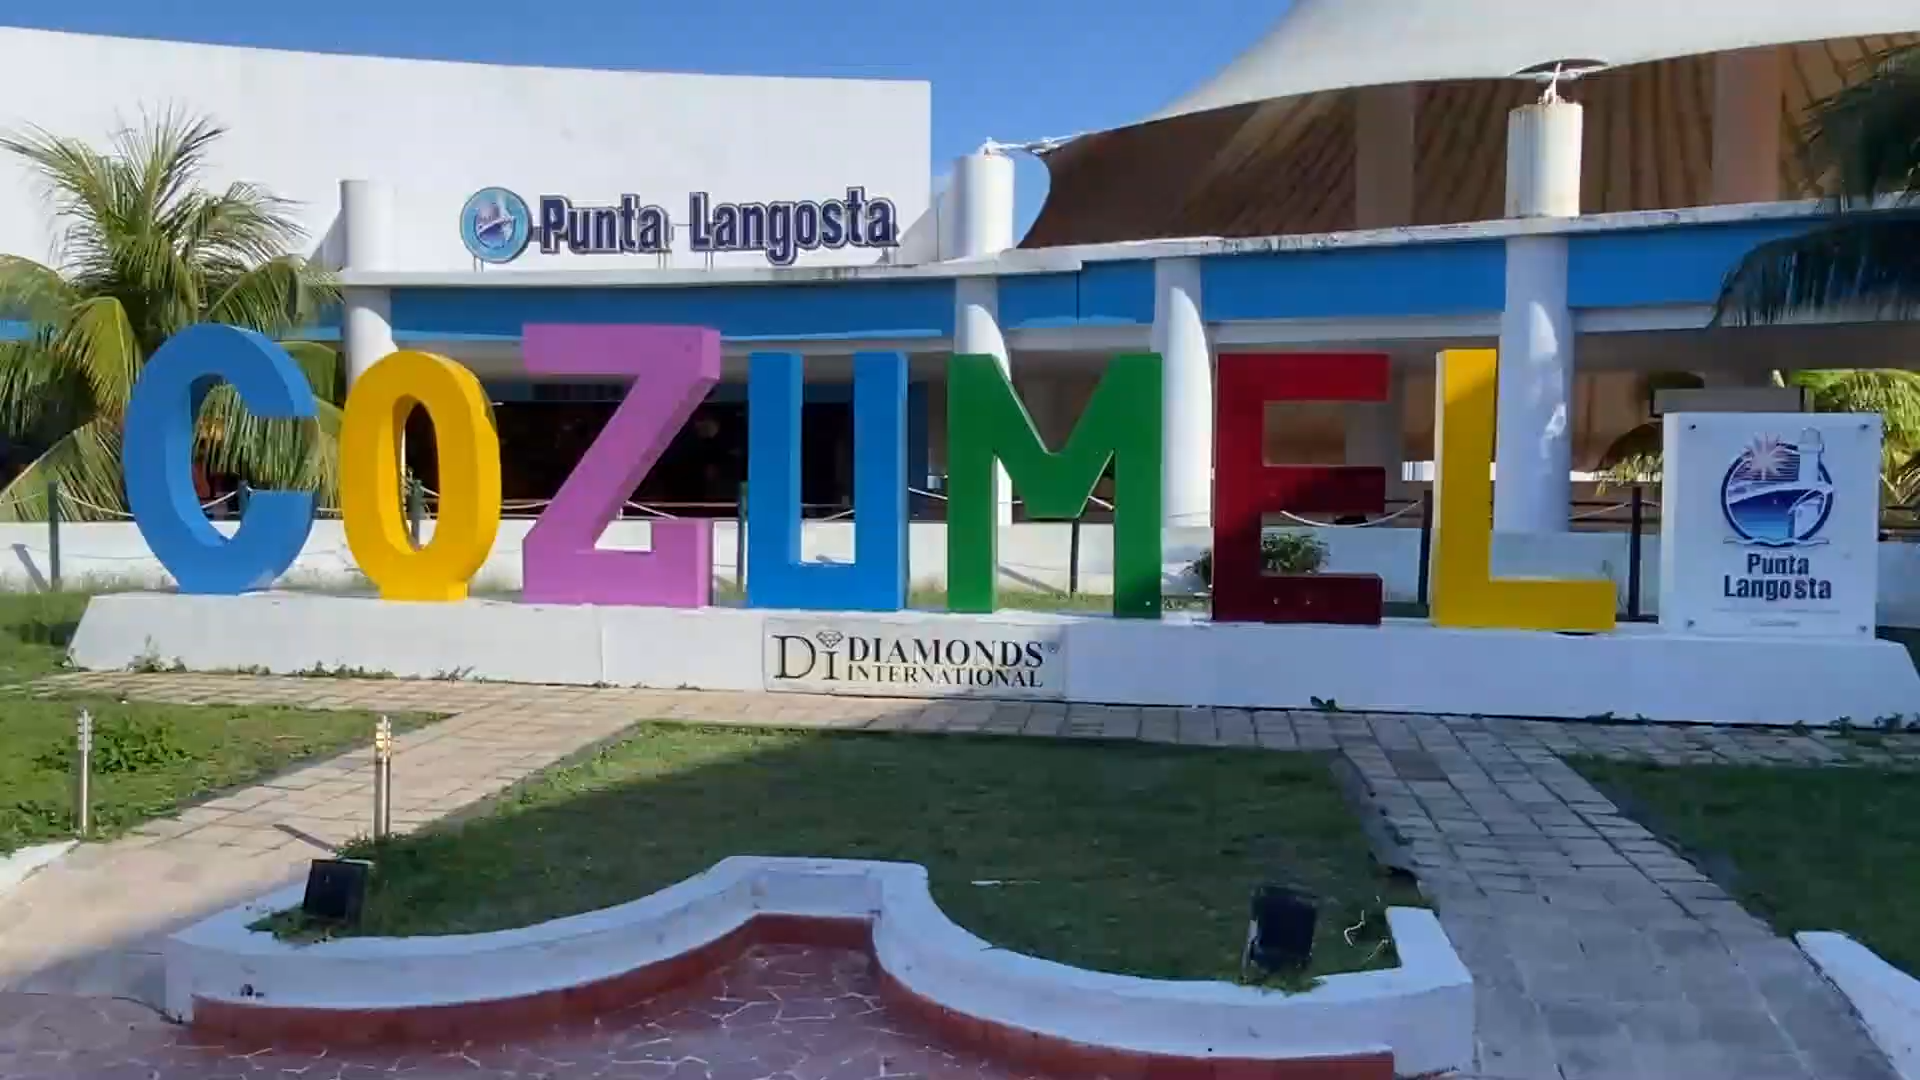 Punta Langosta
COZUMEL
Punta
Langosta
Di DIAMONDS®
INTERNATIONAL